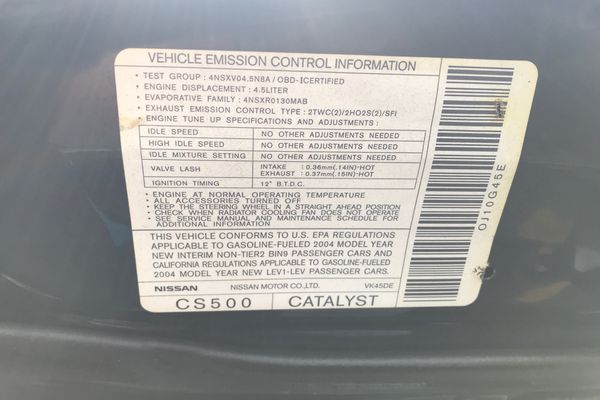 VEHICLE EMISSION CONTROL INFORMATION
· TEST GROUP : 4NSXV04.5N8A / OBD-ⅡCERTIFIED
· ENGINE DISPLACEMENT : 4.5LITER
· EVAPORATIVE FAMILY : 4NSXR0130MAB
· EXHAUST EMISSION CONTROL TYPE : 2TWC(2)/2HO2S(2)/SFI
ENGINE TUNE UP SPECIFICATIONS AND ADJUSTMENTS :
IDLE SPEED NO OTHER ADJUSTMENTS NEEDED
HIGH IDLE SPEED NO OTHER ADJUSTMENTS NEEDED
IDLE MIXTURE SETTING NO OTHER ADJUSTMENTS NEEDED
VALVE LASH INTAKE : 0.36mm(.14IN)-HOT
EXHAUST : 0.37mm(.15IN)-HOT
IGNITION TIMING 12° B.T.D.C.
· ENGINE AT NORMAL OPERATING TEMPERATURE
· ALL ACCESSORIES TURNED OFF
· KEEP STEERING WHEEL IN A STRAIGHT AHEAD POSITION
· CHECK WHEN RADIATOR COOLING FAN DOES NOT OPERATE
· SEE SERVICE MANUAL AND MAINTENANCE SCHEDULE FOR
ADDITIONAL INFORMATION
THIS VEHICLE CONFORMS TO U.S. EPA REGULATIONS
APPLICABLE TO GASOLINE-FUELED 2004 MODEL YEAR
NEW INTERIM NON-TIER2 BIN9 PASSENGER CARS AND
CALIFORNIA REGULATIONS APPLICABLE TO GASOLINE-FUELED
2004 MODEL YEAR NEW LEV1-LEV PASSENGER CARS.
NISSAN NISSAN MOTOR CO.,LTD. VK45DE
CS500 CATALYST
OJ10G45E